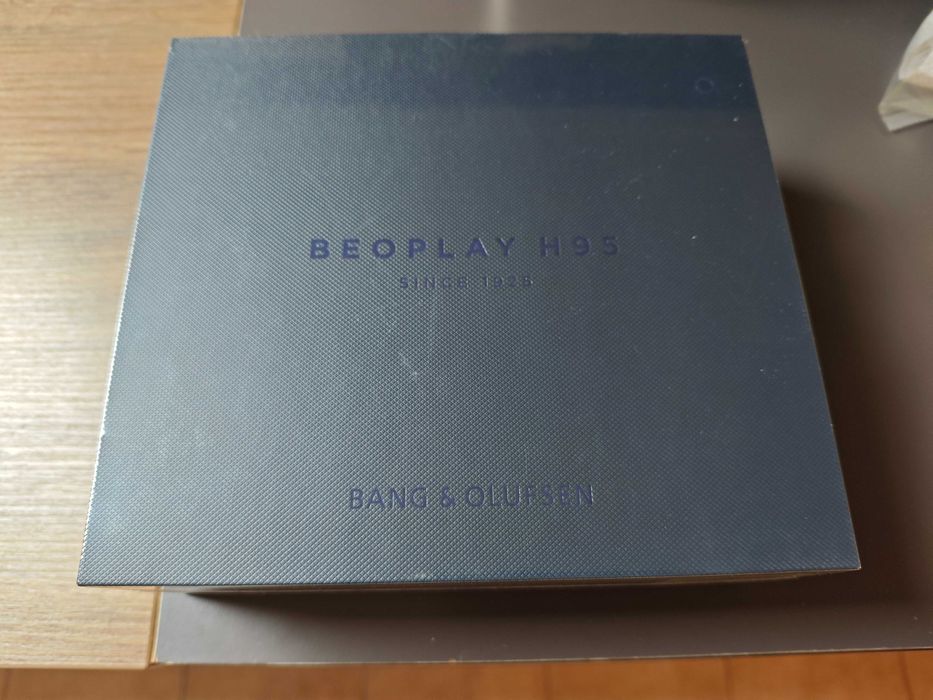 BEOPLAY H95
SINCE 1925
BANG & OLUFSEN